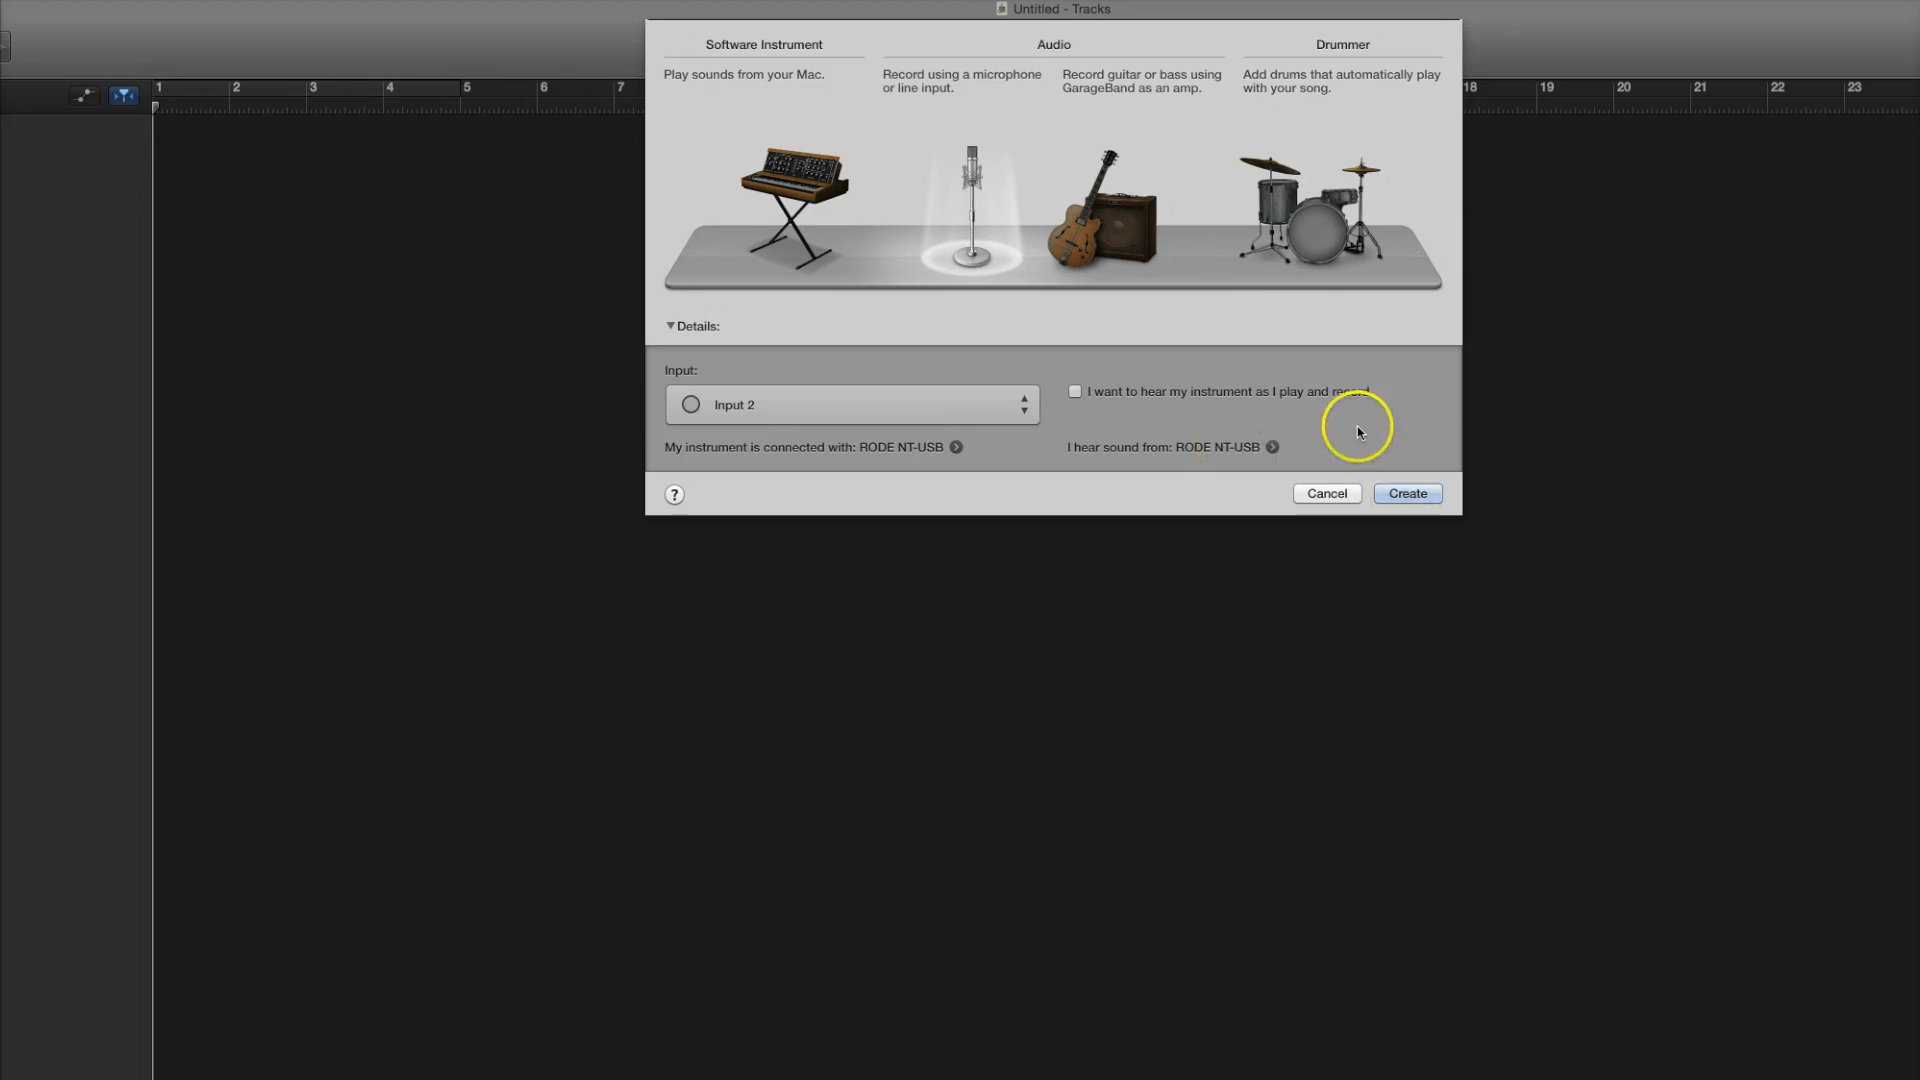 Untitled - Tracks
Software Instrument
Audio
Drummer
Play sounds from your Mac.
Record using a microphone
or line input.
Record guitar or bass using
GarageBand as an amp.
Add drums that automatically play
with your song.
1 2 3 4 5 6 7 18 19 20 21 22 23
Details:
Input:
Input 2
I want to hear my instrument as I play and record
My instrument is connected with: RODE NT-USB
I hear sound from: RODE NT-USB
?
Cancel
Create